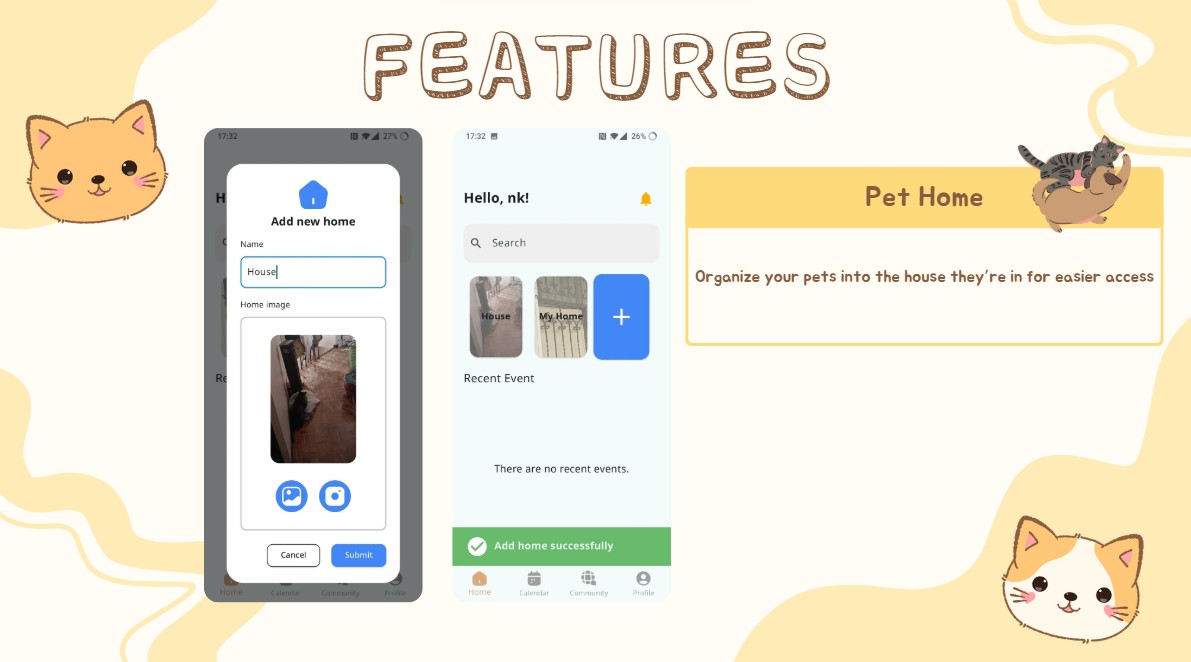 FEATURES
17:32
27%
H
Add new home
Name
House
Home image
Re
Cancel
Submit
Home
Calendar
Community
Profile
17:32
26%
Hello, nk!
Search
House
My Home
Recent Event
There are no recent events.
Add home successfully
Home
Calendar
Community
Profile
Pet Home
Organize your pets into the house they're in for easier access